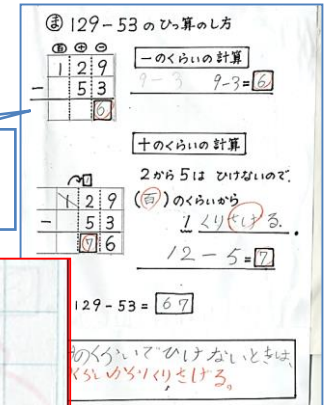 ま 129-53のひっ算のし方
百 十 一
1 2 9
- 5 3
6
一のくらいの計算
9-3 9-3=6
十のくらいの計算
2から5はひけないので、
(百)のくらいから
1くりさげる。
12-5=7
1 2 9
- 5 3
7 6
129-53=67
のくらいでひけないときは、
くらいから1くりさげる。